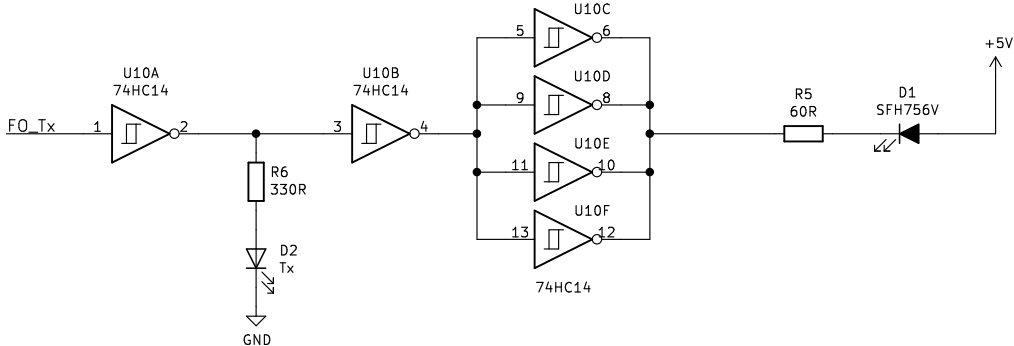 U10C
5
6
+5V
U10A
74HC14
U10B
74HC14
U10D
9
8
R5
60R
D1
SFH756V
FO_Tx
1
2
3
4
U10E
11
10
R6
330R
U10F
13
12
D2
Tx
74HC14
GND